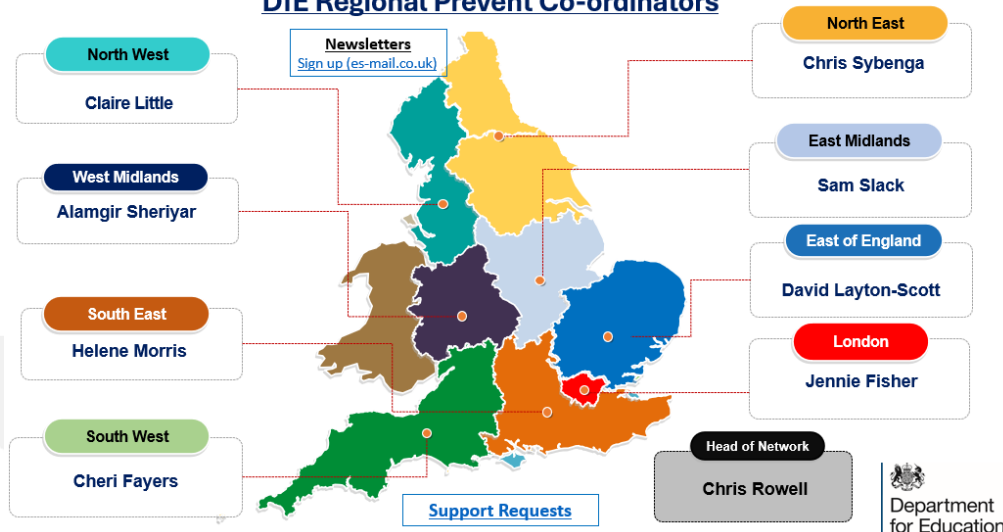 DfE Regional Prevent Co-ordinators
Newsletters
Sign up (es-mail.co.uk)
North West
Claire Little
West Midlands
Alamgir Sheriyar
South East
Helene Morris
South West
Cheri Fayers
North East
Chris Sybenga
East Midlands
Sam Slack
East of England
David Layton-Scott
London
Jennie Fisher
Head of Network
Chris Rowell
Support Requests
Department
for Education